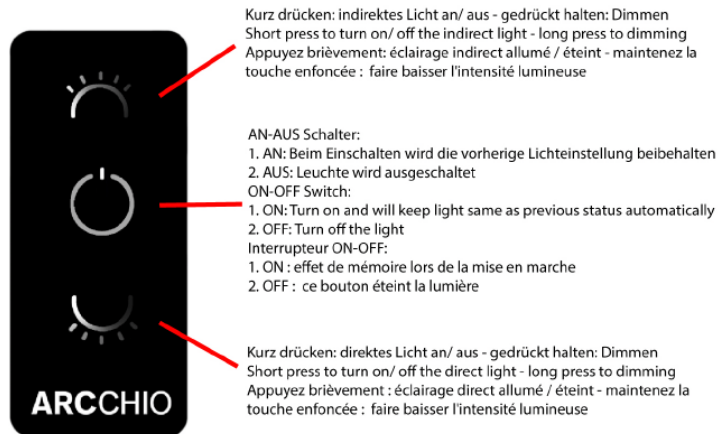 Kurz drücken: indirektes Licht an/ aus - gedrückt halten: Dimmen
Short press to turn on/ off the indirect light - long press to dimming
Appuyez brièvement: éclairage indirect allumé / éteint - maintenez la
touche enfoncée : faire baisser l'intensité lumineuse
AN-AUS Schalter:
1. AN: Beim Einschalten wird die vorherige Lichteinstellung beibehalten
2. AUS: Leuchte wird ausgeschaltet
ON-OFF Switch:
1. ON: Turn on and will keep light same as previous status automatically
2. OFF: Turn off the light
Interrupteur ON-OFF:
1. ON : effet de mémoire lors de la mise en marche
2. OFF : ce bouton éteint la lumière
Kurz drücken: direktes Licht an/ aus - gedrückt halten: Dimmen
Short press to turn on/ off the direct light - long press to dimming
Appuyez brièvement : éclairage direct allumé / éteint - maintenez la
touche enfoncée : faire baisser l'intensité lumineuse
ARCCHIO